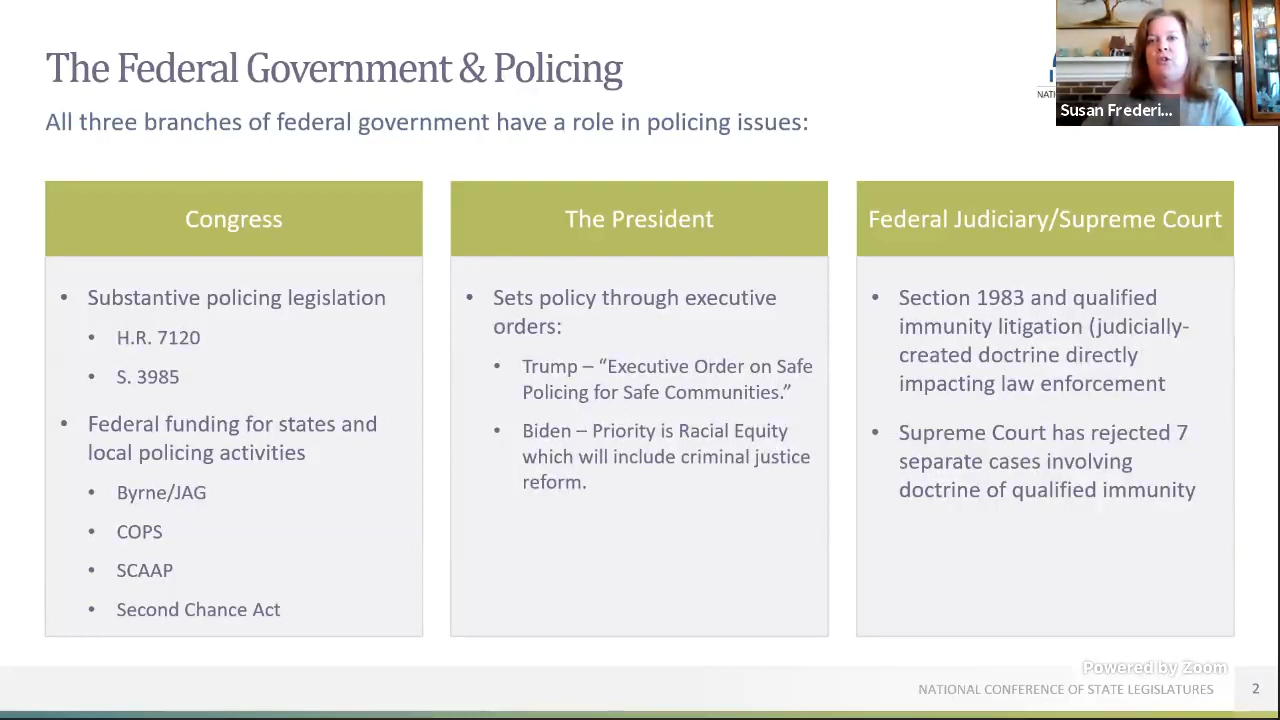 The Federal Government & Policing
All three branches of federal government have a role in policing issues:
NATI
Susan Frederi...
Congress
• Substantive policing legislation
• H.R. 7120
• S. 3985
• Federal funding for states and
local policing activities
• Byrne/JAG
• COPS
• SCAAP
• Second Chance Act
The President
• Sets policy through executive
orders:
• Trump – “Executive Order on Safe
Policing for Safe Communities.”
• Biden – Priority is Racial Equity
which will include criminal justice
reform.
Federal Judiciary/Supreme Court
• Section 1983 and qualified
immunity litigation (judicially-
created doctrine directly
impacting law enforcement
• Supreme Court has rejected 7
separate cases involving
doctrine of qualified immunity
Powered by Zoom
NATIONAL CONFERENCE OF STATE LEGISLATURES 2